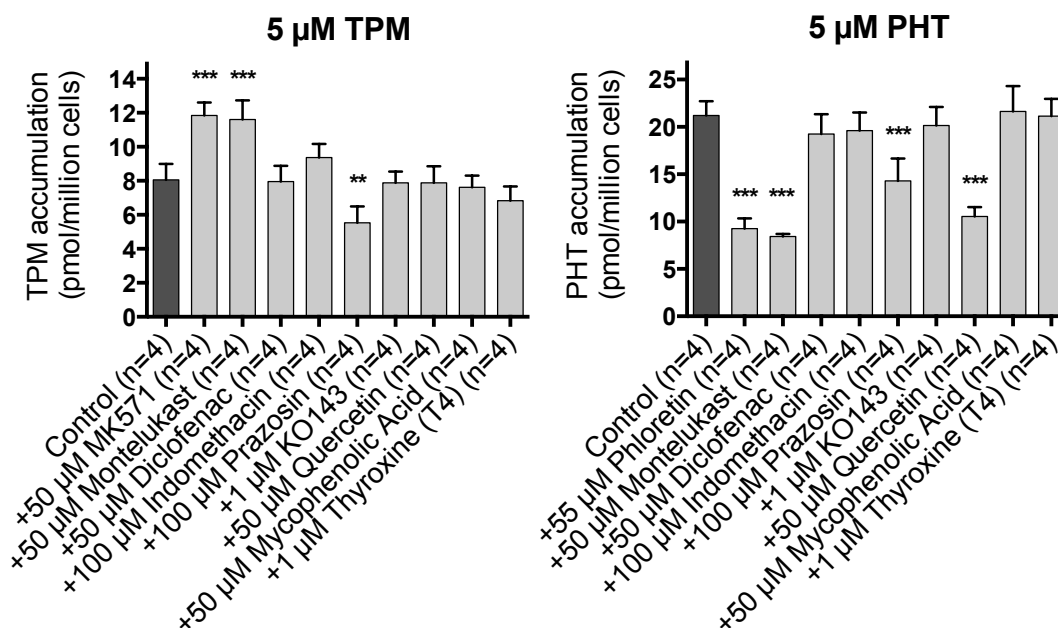 5 µM TPM
TPM accumulation
(pmol/million cells)
14
12
10
8
6
4
2
0
***
***
**
Control (n=4)
+50 µM MK571 (n=4)
+50 µM Montelukast (n=4)
+50 µM Diclofenac (n=4)
+100 µM Indomethacin (n=4)
+100 µM Prazosin (n=4)
+1 µM KO143 (n=4)
+50 µM Quercetin (n=4)
+50 µM Mycophenolic Acid (n=4)
+1 µM Thyroxine (T4) (n=4)
5 µM PHT
PHT accumulation
(pmol/million cells)
25
20
15
10
5
0
***
***
***
***
Control (n=4)
+55 µM Phloretin (n=4)
+50 µM Montelukast (n=4)
+50 µM Diclofenac (n=4)
+100 µM Indomethacin (n=4)
+100 µM Prazosin (n=4)
+1 µM KO143 (n=4)
+50 µM Quercetin (n=4)
+50 µM Mycophenolic Acid (n=4)
+1 µM Thyroxine (T4) (n=4)